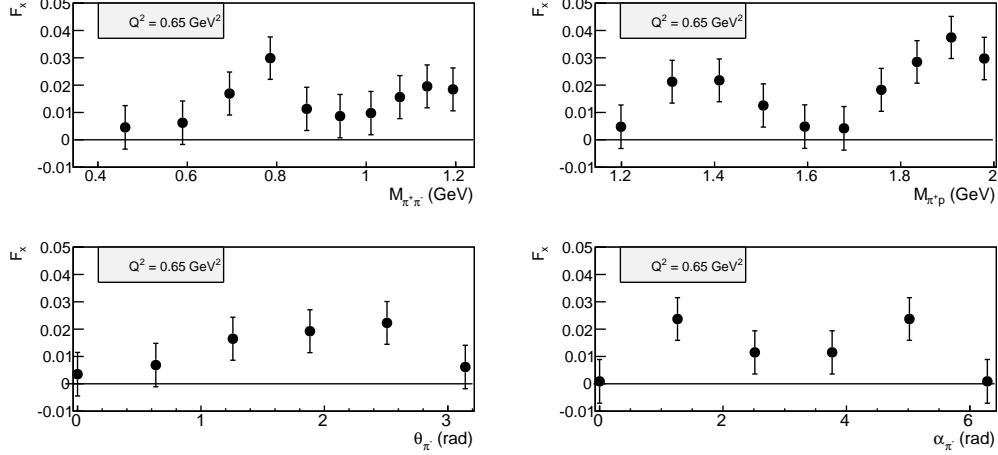 F_x
0.05
0.04
0.03
0.02
0.01
0
-0.01
Q² = 0.65 GeV²
0.4 0.6 0.8 1 1.2
M_π⁺π⁻ (GeV)
F_x
0.05
0.04
0.03
0.02
0.01
0
-0.01
Q² = 0.65 GeV²
1.2 1.4 1.6 1.8 2
M_π⁺p (GeV)
F_x
0.05
0.04
0.03
0.02
0.01
0
-0.01
Q² = 0.65 GeV²
0 1 2 3
θ_π⁻ (rad)
F_x
0.05
0.04
0.03
0.02
0.01
0
-0.01
Q² = 0.65 GeV²
0 2 4 6
α_π⁻ (rad)